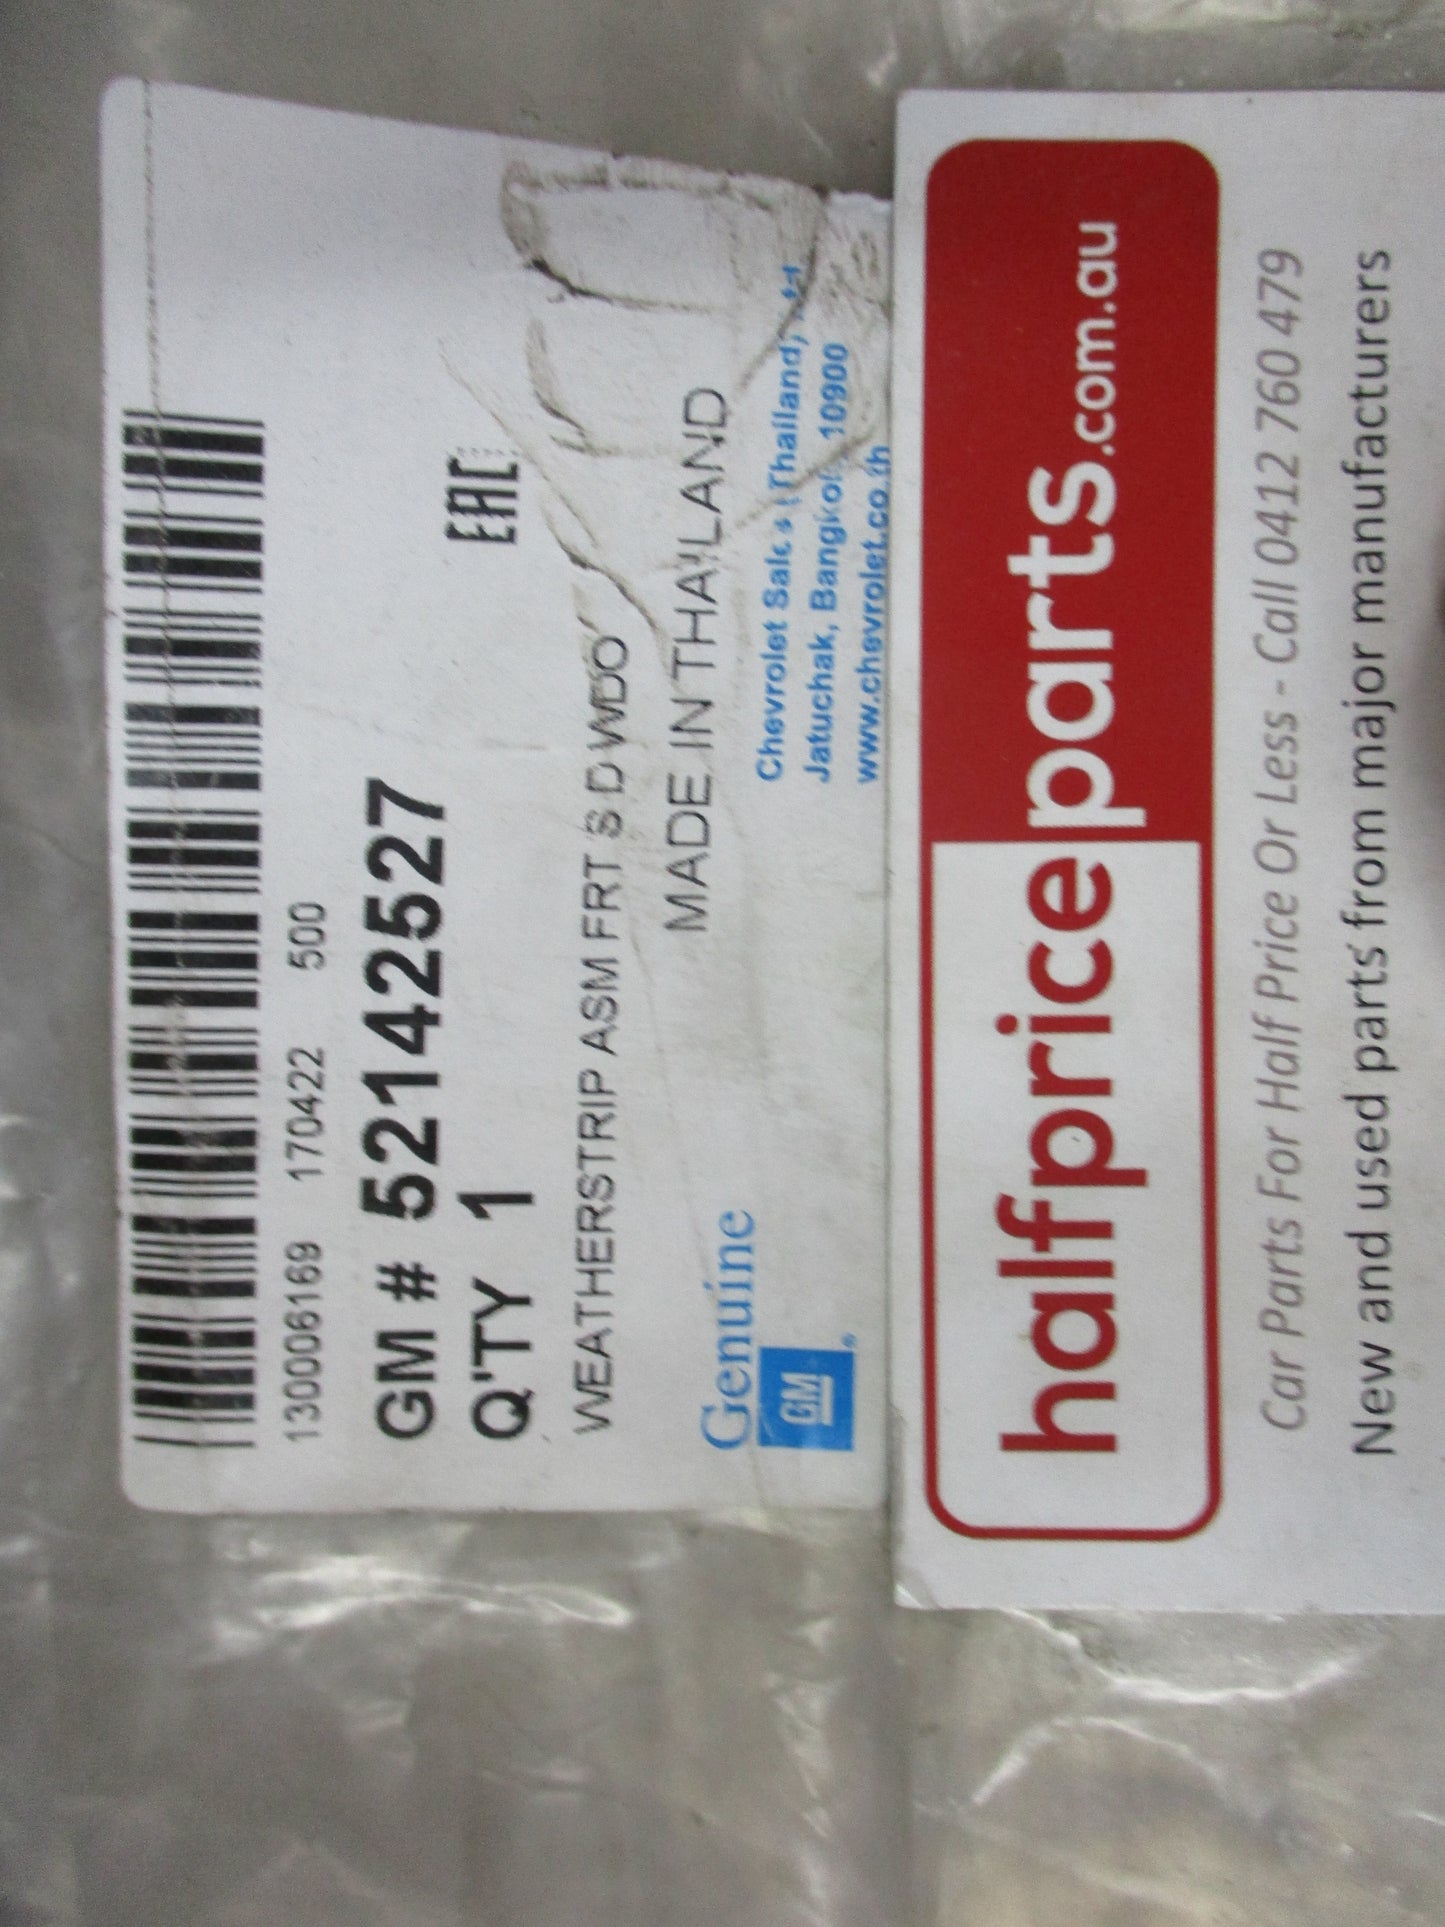 13006169 170422 500
GM # 52142527
Q'TY 1
EAC
WEATHERSTRIP ASM FRT S D WDO
MADE IN THAILAND
Genuine
GM
Chevrolet Sales (Thailand)
Jatuchak, Bangkok 10900
www.chevrolet.co.th
halfpriceparts.com.au
Car Parts For Half Price Or Less - Call 0412 760 479
New and used parts from major manufacturers